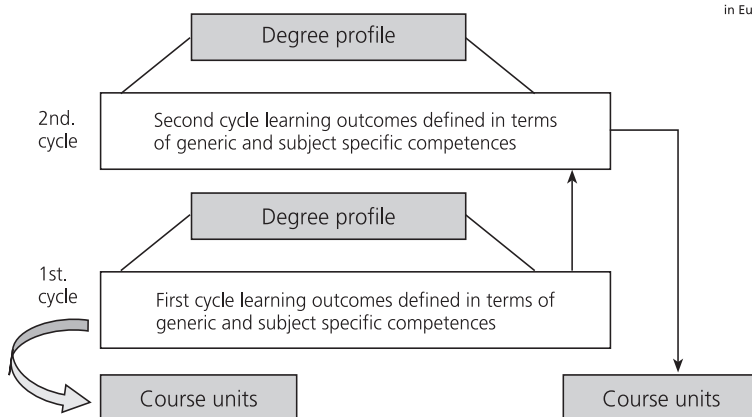 in Eu
Degree profile
2nd.
cycle
Second cycle learning outcomes defined in terms
of generic and subject specific competences
Degree profile
1st.
cycle
First cycle learning outcomes defined in terms of
generic and subject specific competences
Course units
Course units